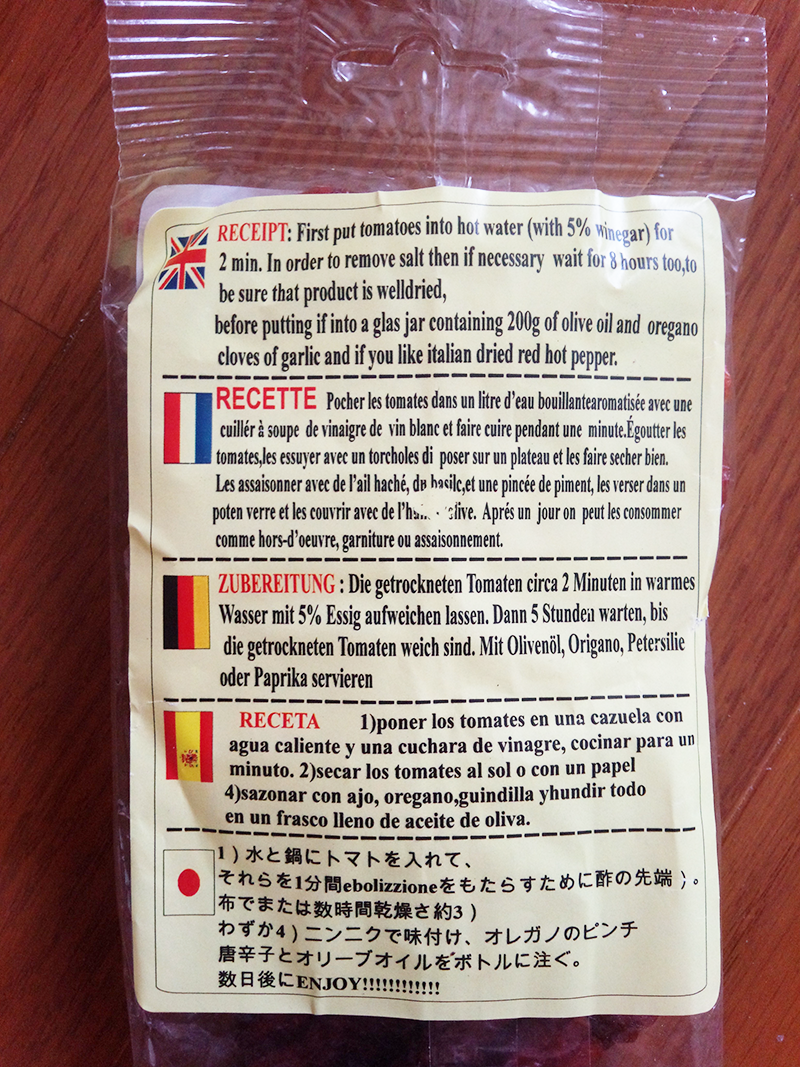 RECEIPT: First put tomatoes into hot water (with 5% winegar) for
2 min. In order to remove salt then if necessary wait for 8 hours too,to
be sure that product is welldried,
before putting if into a glas jar containing 200g of olive oil and oregano
cloves of garlic and if you like italian dried red hot pepper.
RECETTE Pocher les tomates dans un litre d'eau bouillantearomatisée avec une
cuillér à soupe de vinaigre de vin blanc et faire cuire pendant une minute.Égoutter les
tomates,les essuyer avec un torcholes di poser sur un plateau et les faire secher bien.
Les assaisonner avec de l'ail haché, du basilc,et une pincée de piment, les verser dans un
poten verre et les couvrir avec de Aprés un jour on peut les consommer
comme hors-d'oeuvre, garniture ou assaisonnement.
ZUBEREITUNG : Die getrockneten Tomaten circa 2 Minuten in warmes
Wasser mit 5% Essig aufweichen lassen. Dann 5 Stunden warten, bis
die getrockneten Tomaten weich sind. Mit Olivenöl, Origano, Petersilie
oder Paprika servieren
RECETA 1)poner los tomates en una cazuela con
agua caliente y una cuchara de vinagre, cocinar para un
minuto. 2)secar los tomates al sol o con un papel
4)sazonar con ajo, oregano,guindilla yhundir todo
en un frasco lleno de aceite de oliva.
1）水と鍋にトマトを入れて、
それらを1分間ebolizzioneをもたらすために酢の先端）。
布でまたは数時間乾燥さ約3）
わずか4）ニンニクで味付け、オレガノのピンチ
唐辛子とオリーブオイルをボトルに注ぐ。
数日後にENJOY!!!!!!!!!!!!!